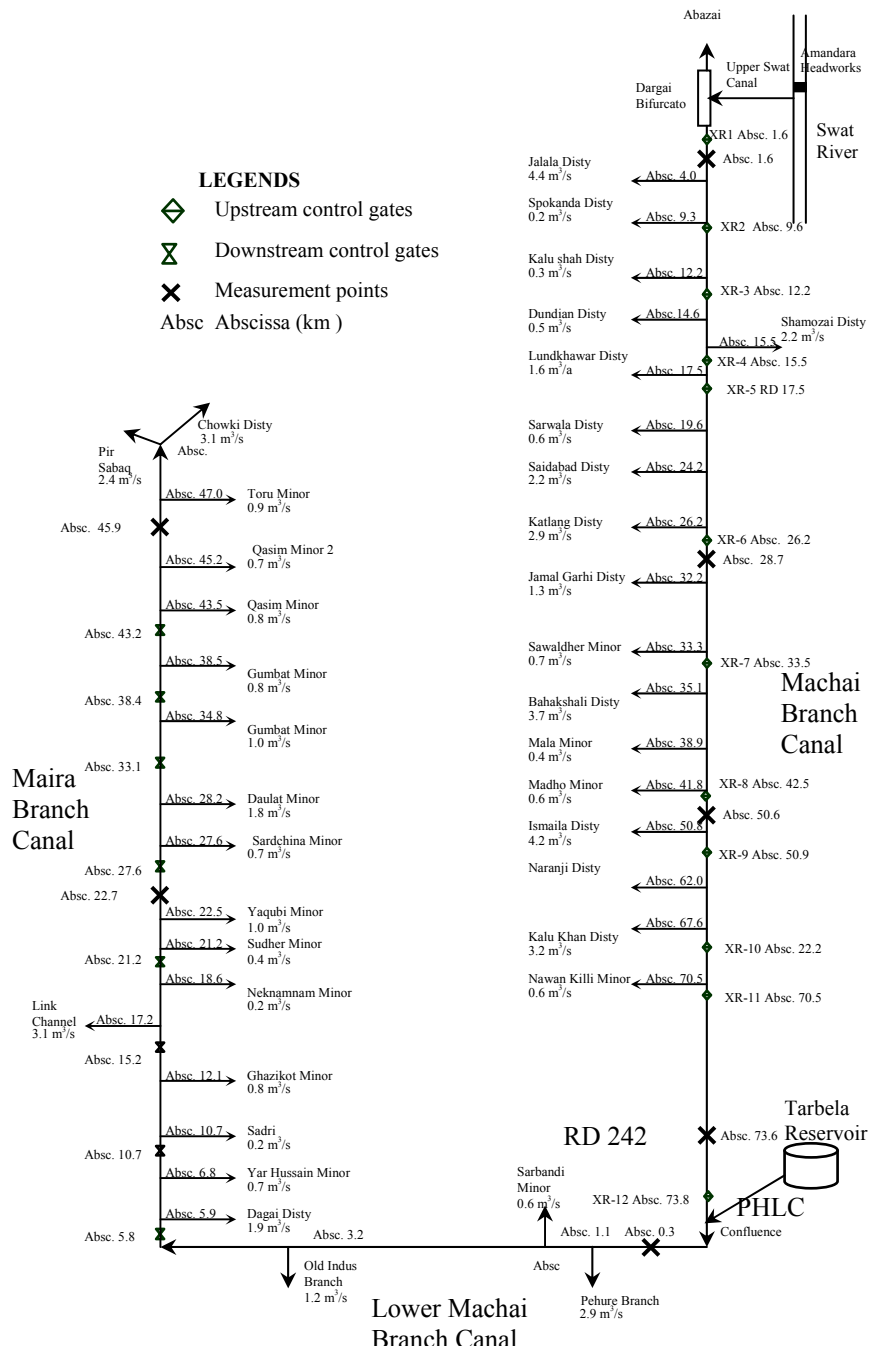 Abazai
Upper Swat
Canal
Amandara
Headworks
Dargai
Bifurcato
Swat
River
XR1 Absc. 1.6
Absc. 1.6
Jalala Disty
4.4 m³/s
Absc. 4.0
Spokanda Disty
0.2 m³/s
Absc. 9.3
XR2 Absc. 9.6
Kalu shah Disty
0.3 m³/s
Absc. 12.2
XR-3 Absc. 12.2
Dundian Disty
0.5 m³/s
Absc.14.6
Shamozai Disty
2.2 m³/s
Absc. 15.5
XR-4 Absc. 15.5
Lundkhawar Disty
1.6 m³/a
Absc. 17.5
XR-5 RD 17.5
Sarwala Disty
0.6 m³/s
Absc. 19.6
Saidabad Disty
2.2 m³/s
Absc. 24.2
Katlang Disty
2.9 m³/s
Absc. 26.2
XR-6 Absc. 26.2
Absc. 28.7
Jamal Garhi Disty
1.3 m³/s
Absc. 32.2
Sawaldher Minor
0.7 m³/s
Absc. 33.3
XR-7 Absc. 33.5
Bahakshali Disty
3.7 m³/s
Absc. 35.1
Machai
Branch
Canal
Mala Minor
0.4 m³/s
Absc. 38.9
Madho Minor
0.6 m³/s
Absc. 41.8
XR-8 Absc. 42.5
Absc. 50.6
Ismaila Disty
4.2 m³/s
Absc. 50.8
XR-9 Absc. 50.9
Naranji Disty
Absc. 62.0
Kalu Khan Disty
3.2 m³/s
Absc. 67.6
XR-10 Absc. 22.2
Nawan Killi Minor
0.6 m³/s
Absc. 70.5
XR-11 Absc. 70.5
RD 242
Absc. 73.6
Tarbela
Reservoir
XR-12 Absc. 73.8
PHLC
Confluence
Sarbandi
Minor
0.6 m³/s
Absc. 1.1
Absc. 0.3
Absc
Absc. 3.2
Pehure Branch
2.9 m³/s
Old Indus
Branch
1.2 m³/s
Lower Machai
Branch Canal
LEGENDS
Upstream control gates
Downstream control gates
Measurement points
Absc Abscissa (km )
Chowki Disty
3.1 m³/s
Absc.
Pir
Sabaq
2.4 m³/s
Absc. 47.0
Toru Minor
0.9 m³/s
Absc. 45.9
Absc. 45.2
Qasim Minor 2
0.7 m³/s
Absc. 43.5
Qasim Minor
0.8 m³/s
Absc. 43.2
Absc. 38.5
Gumbat Minor
0.8 m³/s
Absc. 38.4
Absc. 34.8
Gumbat Minor
1.0 m³/s
Absc. 33.1
Maira
Branch
Canal
Absc. 28.2
Daulat Minor
1.8 m³/s
Absc. 27.6
Sardchina Minor
0.7 m³/s
Absc. 27.6
Absc. 22.7
Absc. 22.5
Yaqubi Minor
1.0 m³/s
Absc. 21.2
Sudher Minor
0.4 m³/s
Absc. 21.2
Absc. 18.6
Neknamnam Minor
0.2 m³/s
Link
Channel
3.1 m³/s
Absc. 17.2
Absc. 15.2
Absc. 12.1
Ghazikot Minor
0.8 m³/s
Absc. 10.7
Sadri
0.2 m³/s
Absc. 10.7
Absc. 6.8
Yar Hussain Minor
0.7 m³/s
Absc. 5.9
Dagai Disty
1.9 m³/s
Absc. 5.8